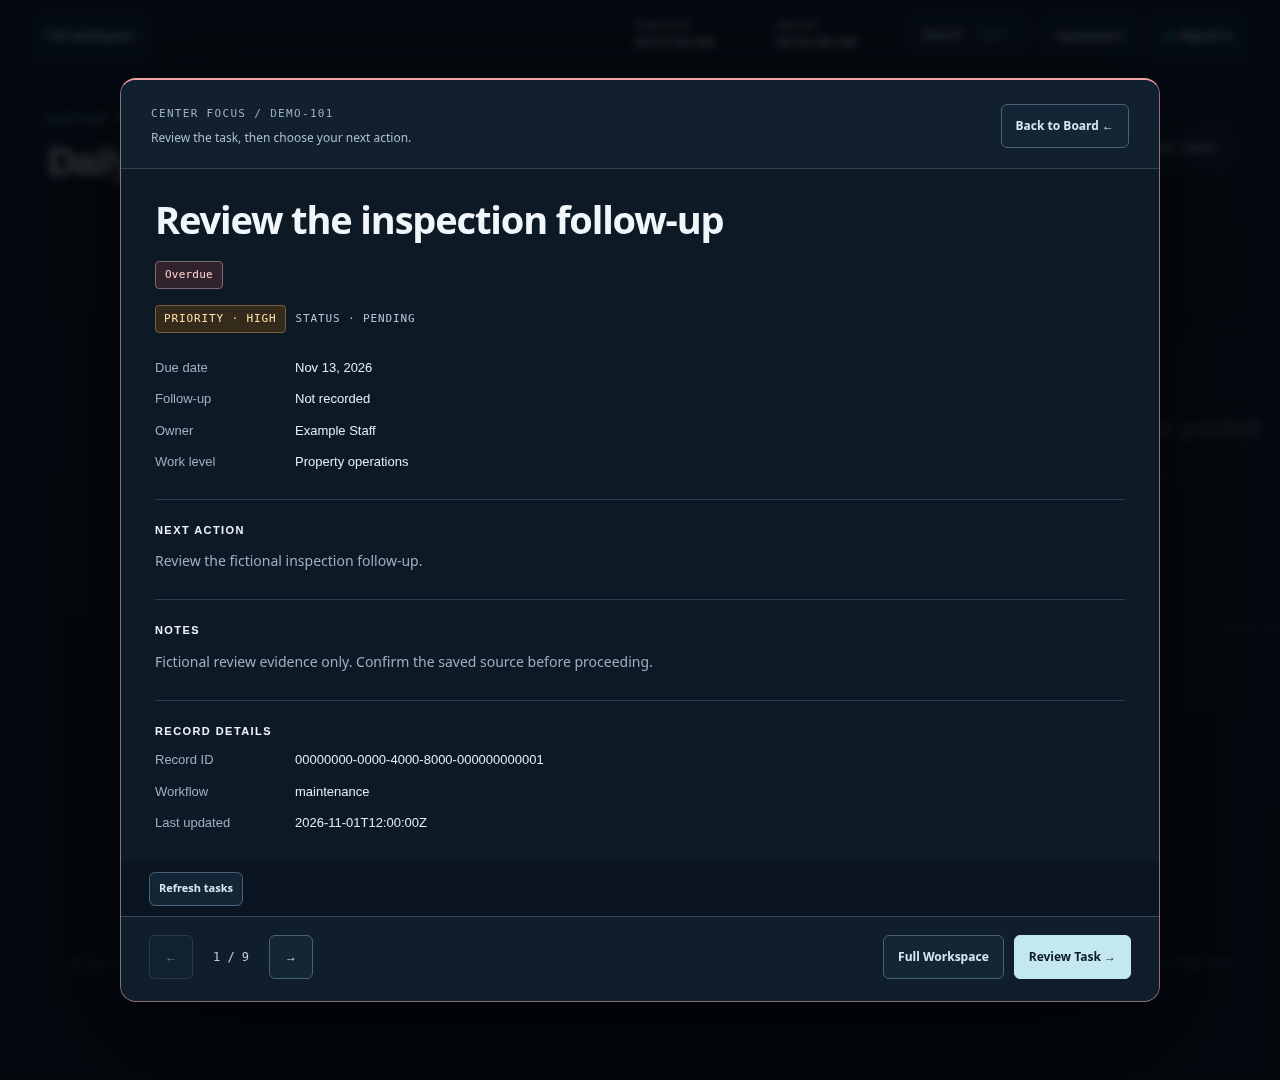 CENTER FOCUS / DEMO-101
Review the task, then choose your next action.
Back to Board ←
Review the inspection follow-up
Overdue
PRIORITY · HIGH STATUS · PENDING
Due date Nov 13, 2026
Follow-up Not recorded
Owner Example Staff
Work level Property operations
NEXT ACTION
Review the fictional inspection follow-up.
NOTES
Fictional review evidence only. Confirm the saved source before proceeding.
RECORD DETAILS
Record ID 00000000-0000-4000-8000-000000000001
Workflow maintenance
Last updated 2026-11-01T12:00:00Z
Refresh tasks
← 1 / 9 → Full Workspace Review Task →